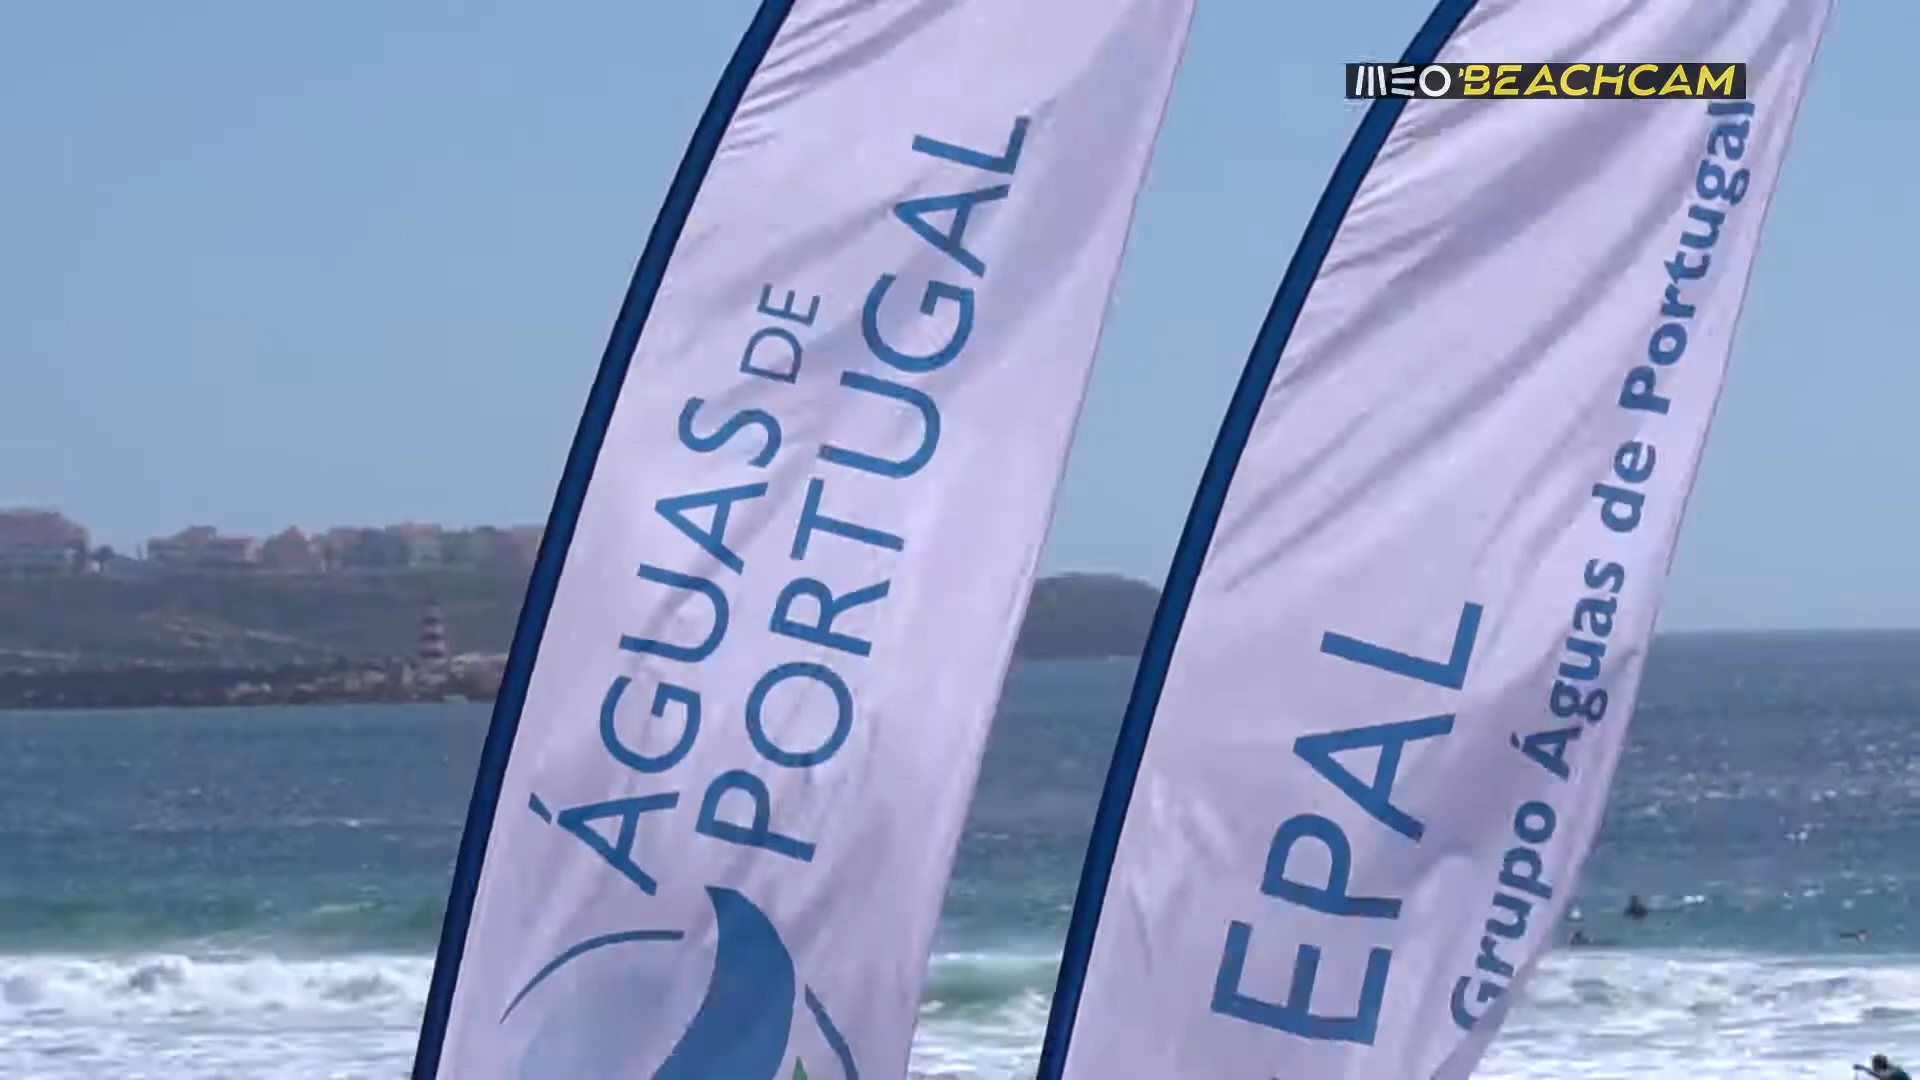 MEO BEACHCAM
ÁGUAS DE
PORTUGAL
EPAL
Grupo Águas de Portugal